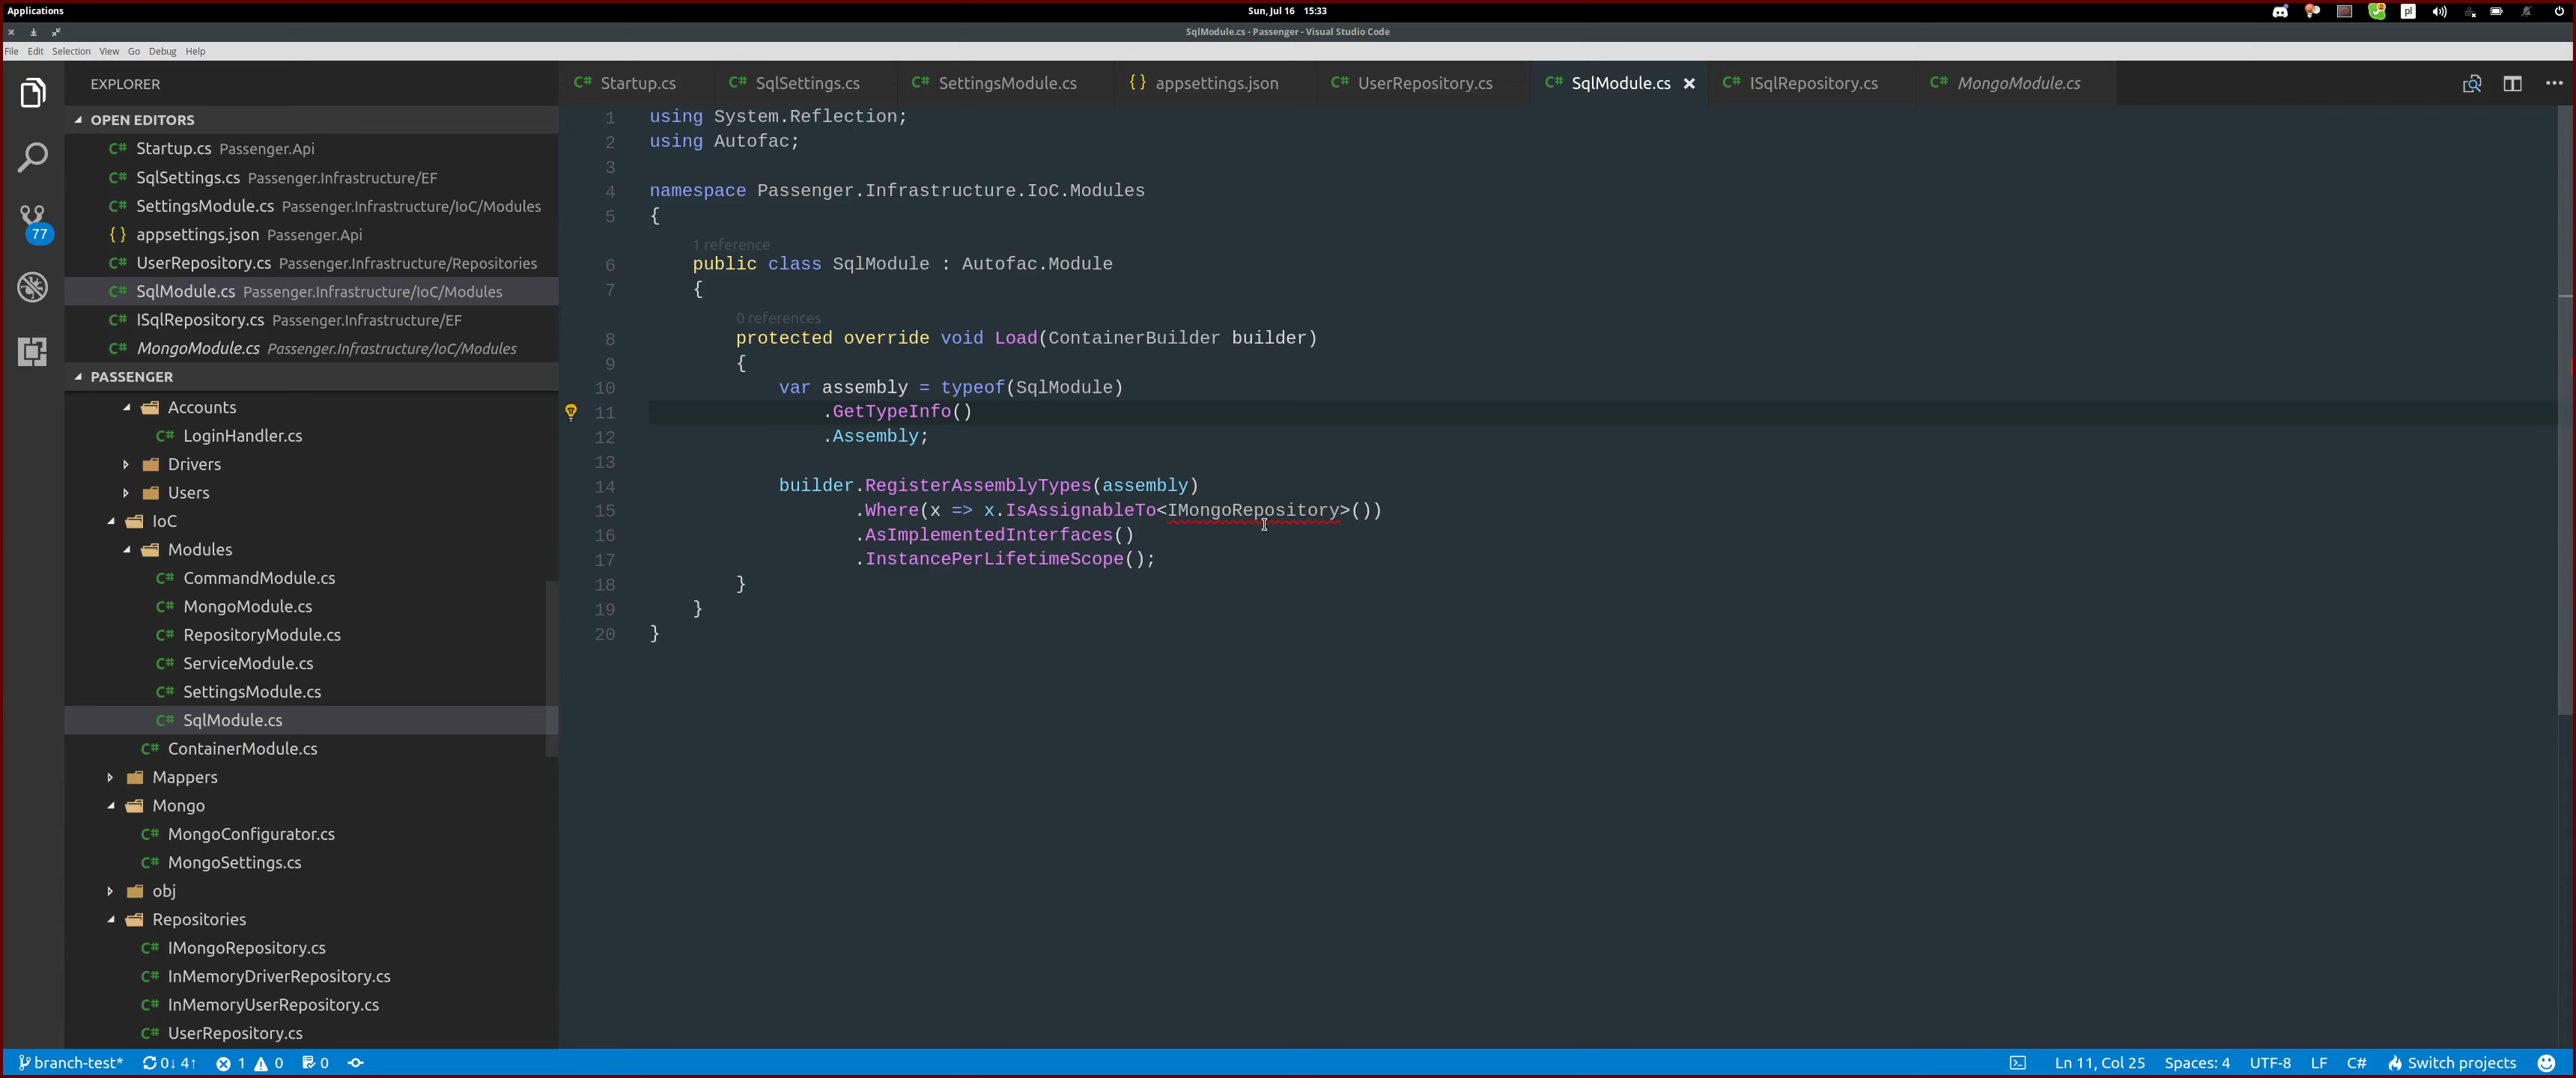 Applications
Sun, Jul 16 15:33
pl
SqlModule.cs - Passenger - Visual Studio Code
File Edit Selection View Go Debug Help
EXPLORER
OPEN EDITORS
Startup.cs Passenger.Api
SqlSettings.cs Passenger.Infrastructure/EF
SettingsModule.cs Passenger.Infrastructure/IoC/Modules
appsettings.json Passenger.Api
UserRepository.cs Passenger.Infrastructure/Repositories
SqlModule.cs Passenger.Infrastructure/IoC/Modules
ISqlRepository.cs Passenger.Infrastructure/EF
MongoModule.cs Passenger.Infrastructure/IoC/Modules
77
PASSENGER
Accounts
LoginHandler.cs
Drivers
Users
IoC
Modules
CommandModule.cs
MongoModule.cs
RepositoryModule.cs
ServiceModule.cs
SettingsModule.cs
SqlModule.cs
ContainerModule.cs
Mappers
Mongo
MongoConfigurator.cs
MongoSettings.cs
obj
Repositories
IMongoRepository.cs
InMemoryDriverRepository.cs
InMemoryUserRepository.cs
UserRepository.cs
C# Startup.cs C# SqlSettings.cs C# SettingsModule.cs {} appsettings.json C# UserRepository.cs C# SqlModule.cs C# ISqlRepository.cs C# MongoModule.cs
1 using System.Reflection;
2 using Autofac;
3
4 namespace Passenger.Infrastructure.IoC.Modules
5 {
1 reference
6 public class SqlModule : Autofac.Module
7 {
0 references
8 protected override void Load(ContainerBuilder builder)
9 {
10 var assembly = typeof(SqlModule)
11 .GetTypeInfo()
12 .Assembly;
13
14 builder.RegisterAssemblyTypes(assembly)
15 .Where(x => x.IsAssignableTo<IMongoRepository>())
16 .AsImplementedInterfaces()
17 .InstancePerLifetimeScope();
18 }
19 }
20 }
branch-test* 0↓ 4↑ 1 0 0
Ln 11, Col 25 Spaces: 4 UTF-8 LF C# Switch projects